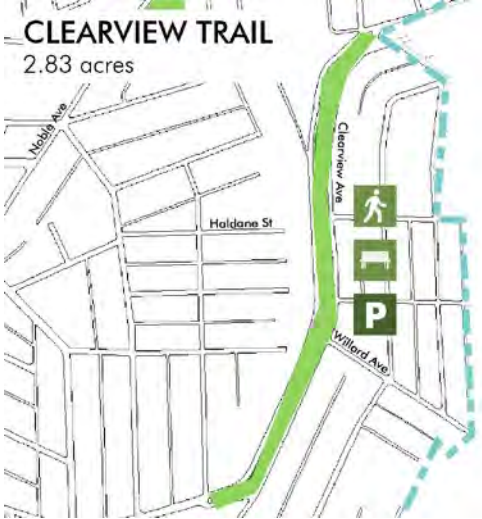 CLEARVIEW TRAIL
2.83 acres
Noble Ave
Clearview Ave
Haldane St
P
Willard Ave